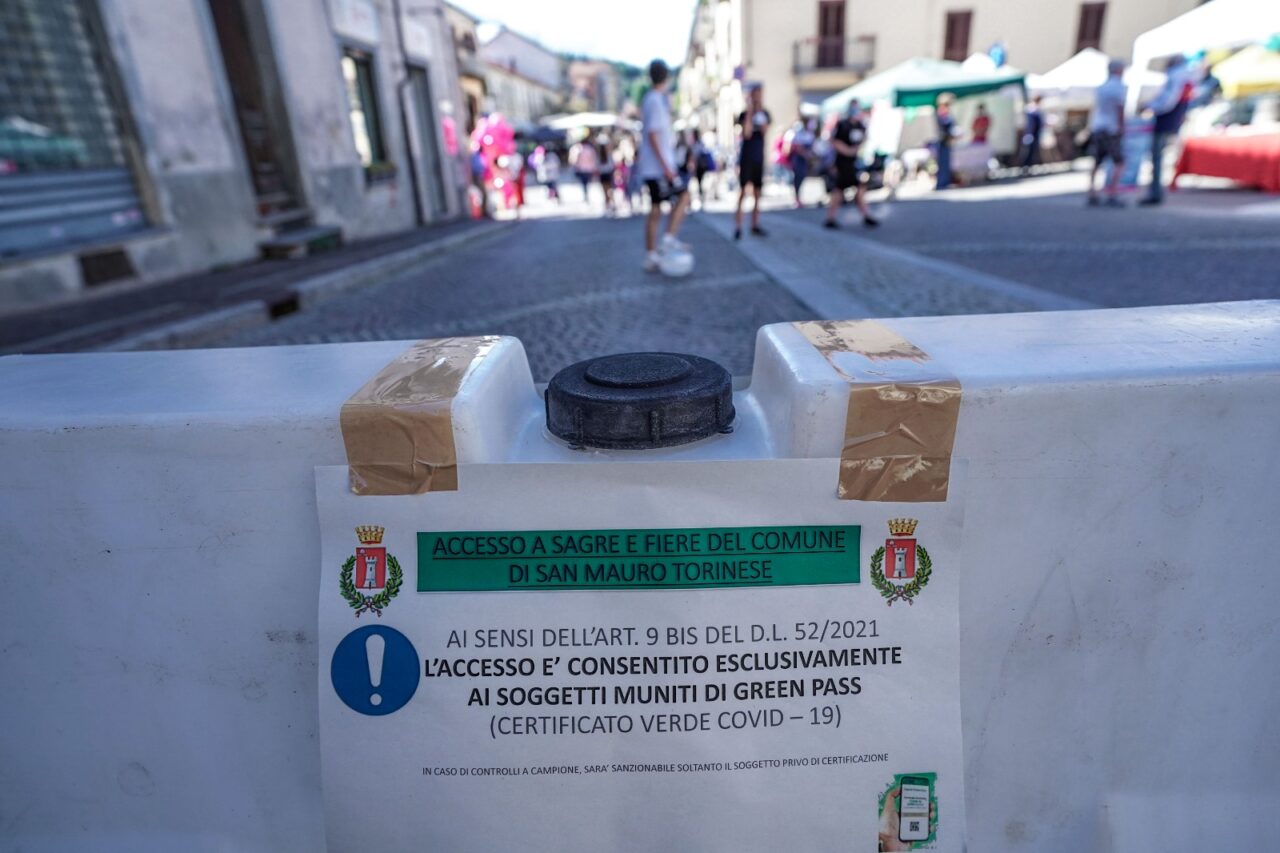 ACCESSO A SAGRE E FIERE DEL COMUNE
DI SAN MAURO TORINESE
AI SENSI DELL'ART. 9 BIS DEL D.L. 52/2021
L'ACCESSO E' CONSENTITO ESCLUSIVAMENTE
AI SOGGETTI MUNITI DI GREEN PASS
(CERTIFICATO VERDE COVID – 19)
IN CASO DI CONTROLLI A CAMPIONE, SARA' SANZIONABILE SOLTANTO IL SOGGETTO PRIVO DI CERTIFICAZIONE